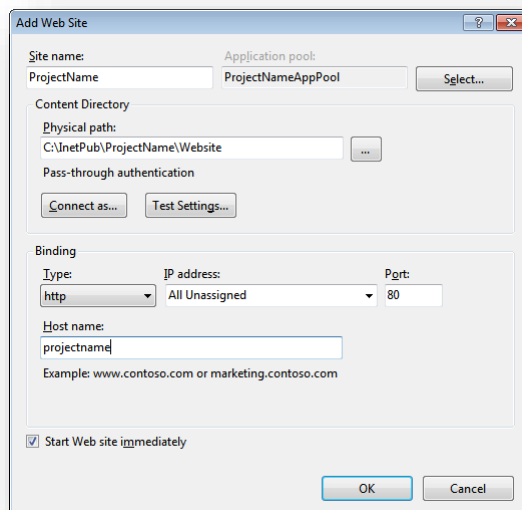 Add Web Site
?
Site name:
Application pool:
ProjectName
ProjectNameAppPool
Select...
Content Directory
Physical path:
C:\InetPub\ProjectName\Website
...
Pass-through authentication
Connect as...
Test Settings...
Binding
Type:
IP address:
Port:
http
All Unassigned
80
Host name:
projectname
Example: www.contoso.com or marketing.contoso.com
Start Web site immediately
OK
Cancel